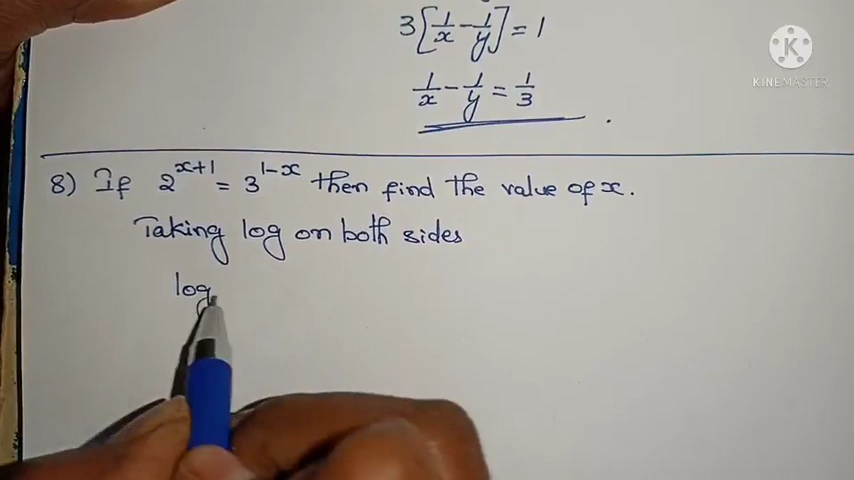 3[1/x - 1/y] = 1
K
KINEMASTER
1/x - 1/y = 1/3 .
8) If 2^(x+1) = 3^(1-x) then find the value of x.
Taking log on both sides
log